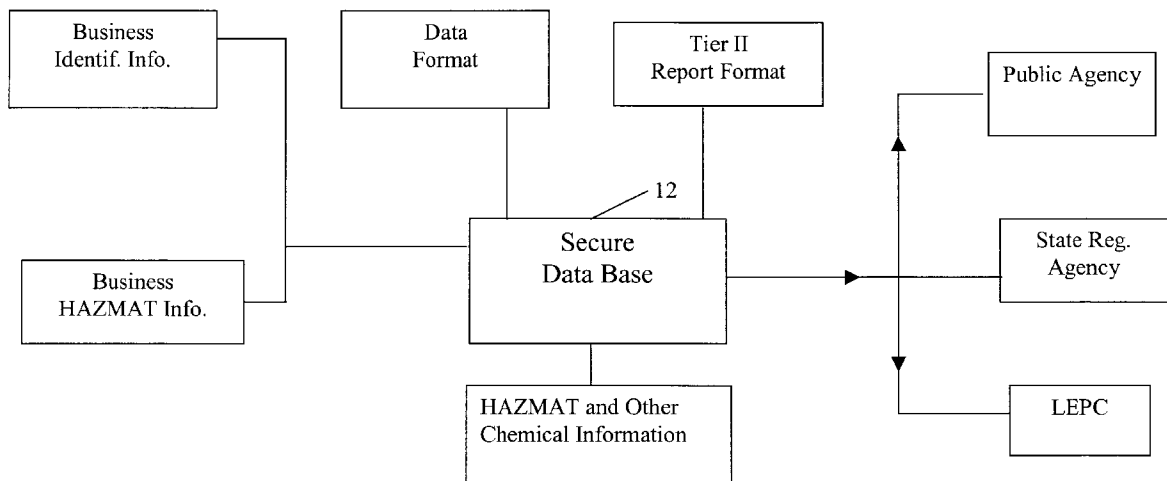 Business
Identif. Info.
Data
Format
Tier II
Report Format
Public Agency
12
Secure
Data Base
State Reg.
Agency
Business
HAZMAT Info.
HAZMAT and Other
Chemical Information
LEPC